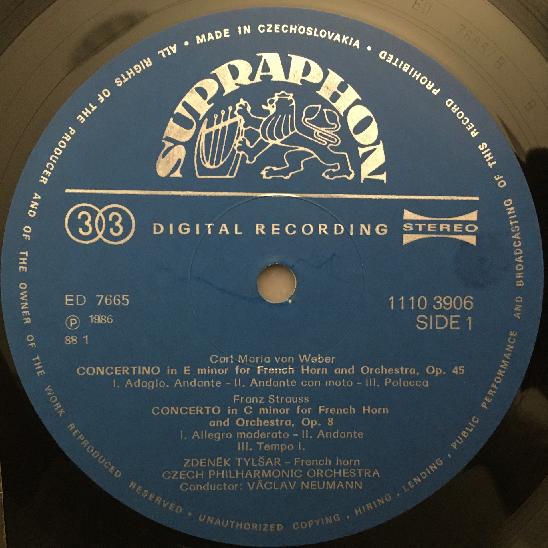 ALL RIGHTS OF THE PRODUCER AND OF THE OWNER OF THE WORK REPRODUCED RESERVED • UNAUTHORIZED COPYING, HIRING, LENDING, PUBLIC PERFORMANCE AND BROADCASTING OF THIS RECORD PROHIBITED • MADE IN CZECHOSLOVAKIA •
SUPRAPHON
33 DIGITAL RECORDING STEREO
ED 7665 1110 3906
Ⓟ 1986 SIDE 1
88 1
Carl Maria von Weber
CONCERTINO in E minor for French Horn and Orchestra, Op. 45
I. Adagio. Andante - II. Andante con moto - III. Polacca
Franz Strauss
CONCERTO in C minor for French Horn
and Orchestra, Op. 8
I. Allegro moderato - II. Andante
III. Tempo I.
ZDENĚK TYLŠAR - French horn
CZECH PHILHARMONIC ORCHESTRA
Conductor: VÁCLAV NEUMANN